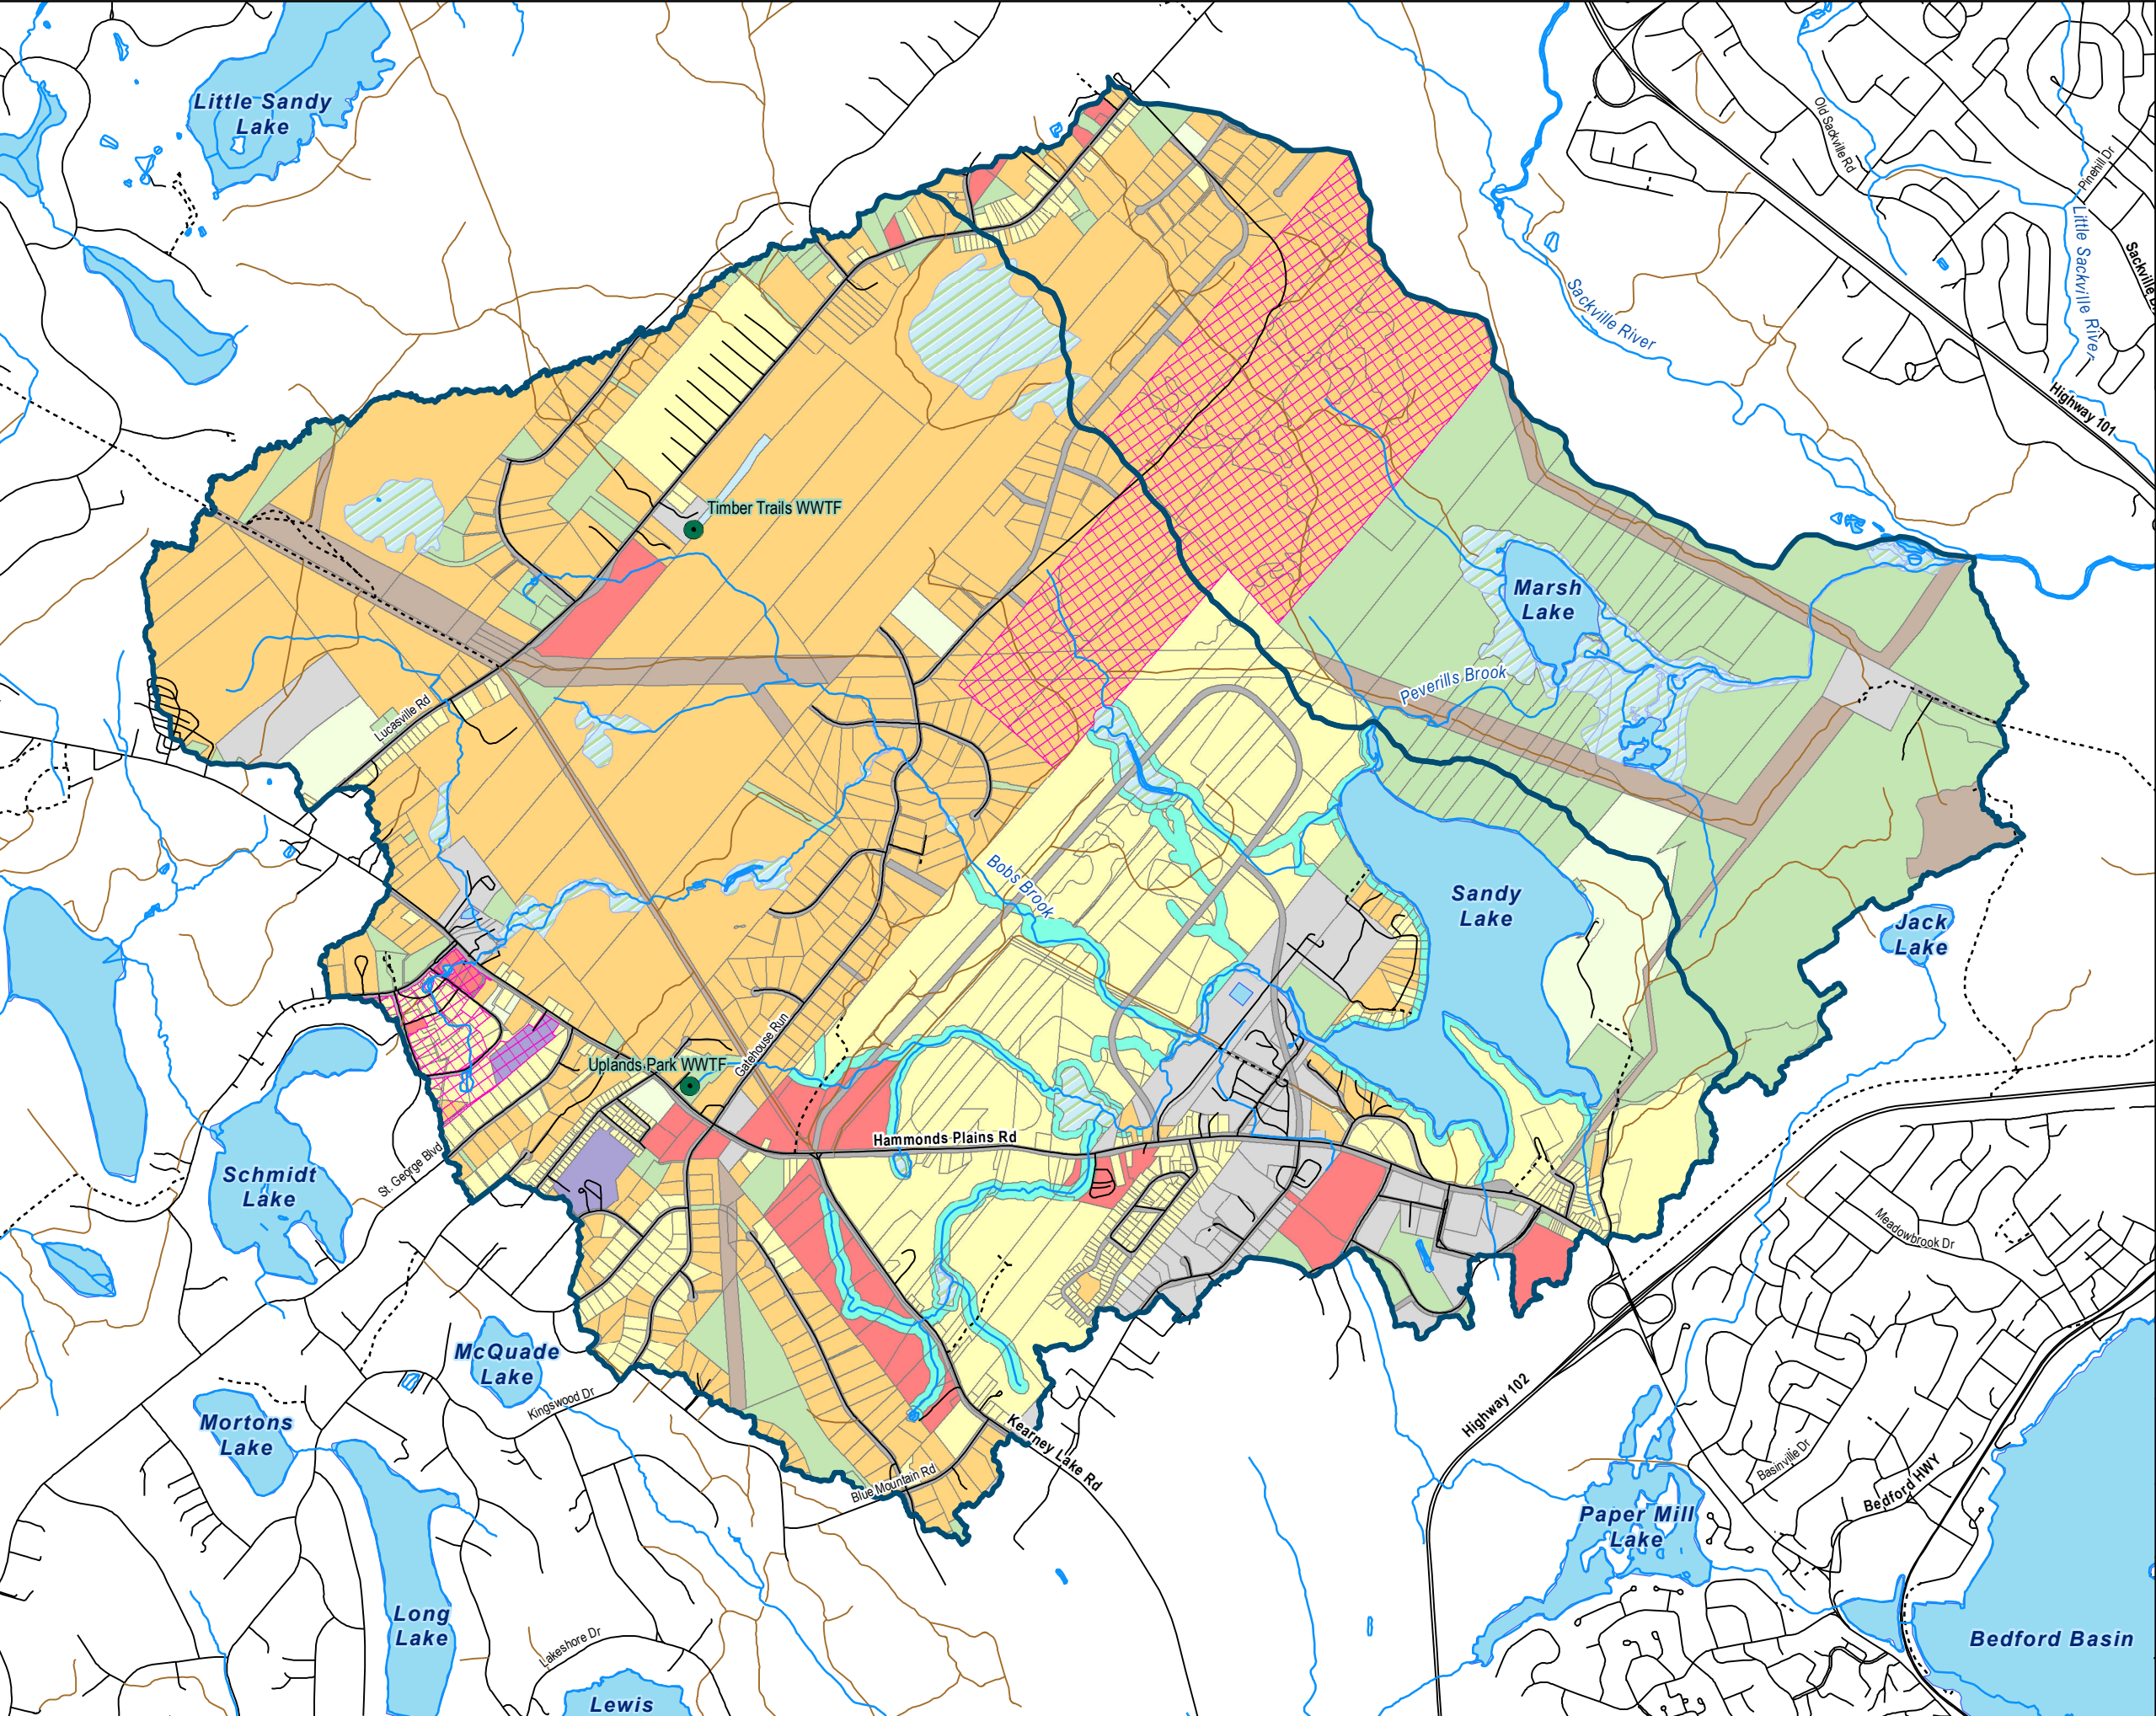 Little Sandy
Lake
Old Sackville Rd
Pinehill Dr
Little Sackville River
Sackville
Sackville River
Highway 101
Timber Trails WWTF
Marsh
Lake
Peverills Brook
Lucasville Rd
Bobs Brook
Sandy
Lake
Jack
Lake
Gatehouse Run
Uplands Park WWTF
Hammonds Plains Rd
St. George Blvd
Schmidt
Lake
Meadowbrook Dr
McQuade
Lake
Kingswood Dr
Mortons
Lake
Kearney Lake Rd
Highway 102
Blue Mountain Rd
Basinville Dr
Bedford HWY
Paper Mill
Lake
Long
Lake
Lakeshore Dr
Bedford Basin
Lewis